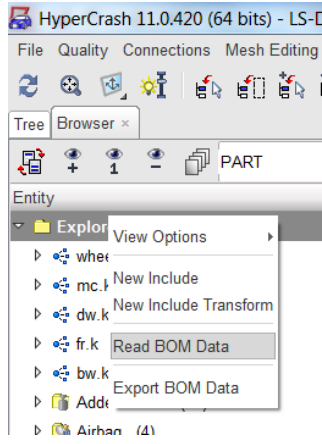 HyperCrash 11.0.420 (64 bits) - LS-D
File Quality Connections Mesh Editing
Tree Browser ×
+ 1 –
PART
Entity
Explor
View Options
whee
New Include
mc.k
New Include Transform
dw.k
fr.k
Read BOM Data
bw.k
Export BOM Data
Adde
Airbag (4)